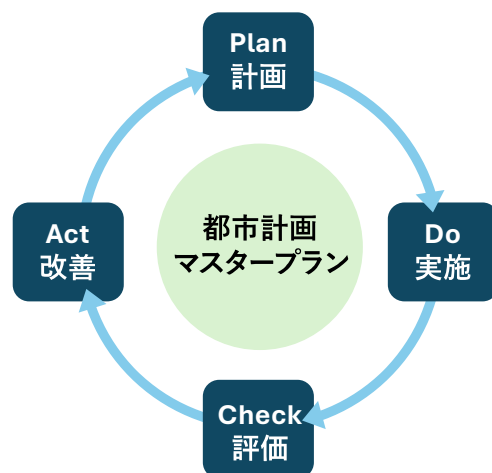 Plan
計画
Do
実施
Check
評価
Act
改善
都市計画
マスタープラン